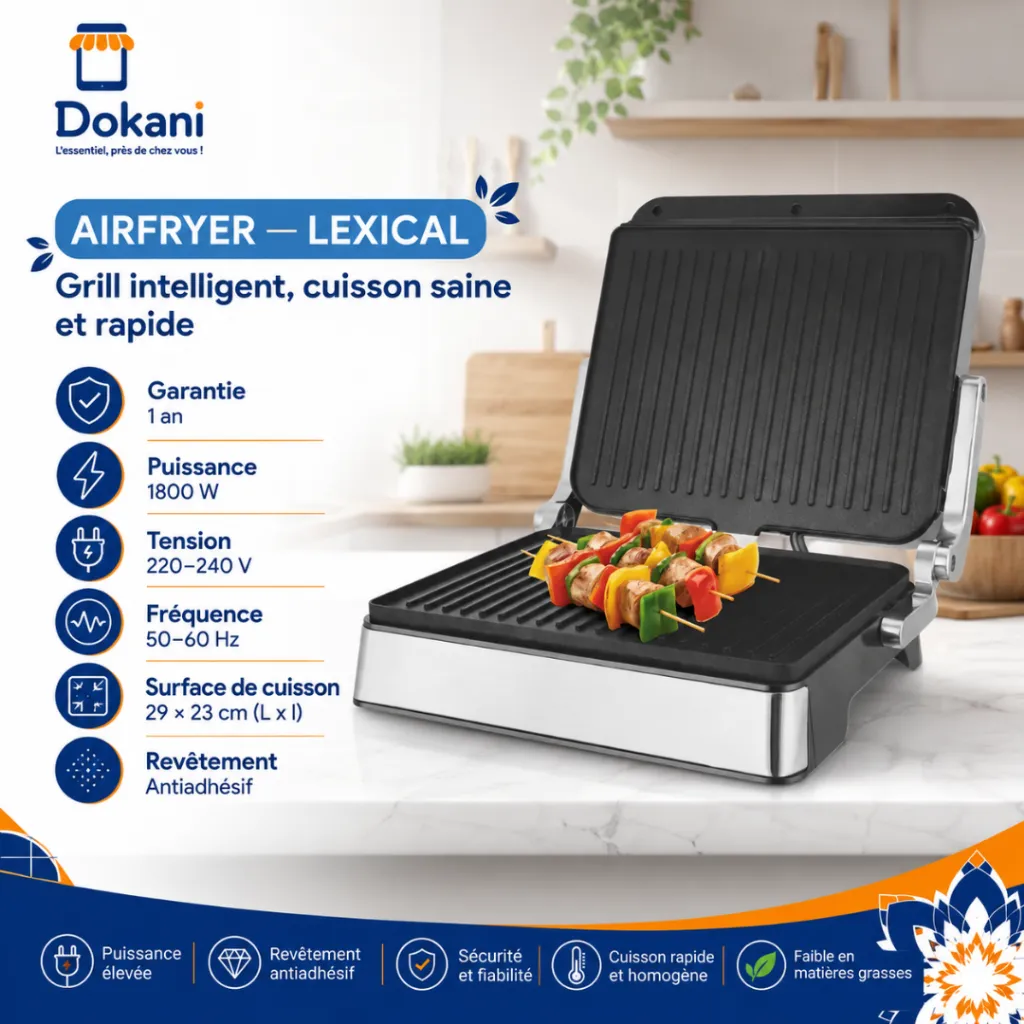 Dokani
L'essentiel, près de chez vous !
AIRFRYER — LEXICAL
Grill intelligent, cuisson saine
et rapide
Garantie
1 an
Puissance
1800 W
Tension
220–240 V
Fréquence
50–60 Hz
Surface de cuisson
29 × 23 cm (L x l)
Revêtement
Antiadhésif
Puissance
élevée
Revêtement
antiadhésif
Sécurité
et fiabilité
Cuisson rapide
et homogène
Faible en
matières grasses